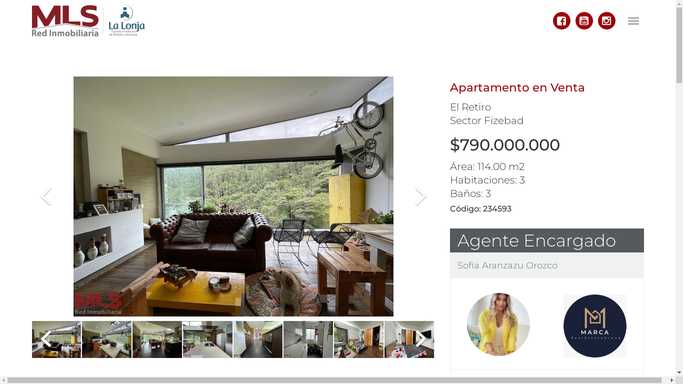 MLS
Red Inmobiliaria
La Lonja
Apartamento en Venta
El Retiro
Sector Fizebad
$790.000.000
Área: 114.00 m2
Habitaciones: 3
Baños: 3
Código: 234593
MLS
Red Inmobiliaria
Agente Encargado
Sofia Aranzazu Orozco
MARCA